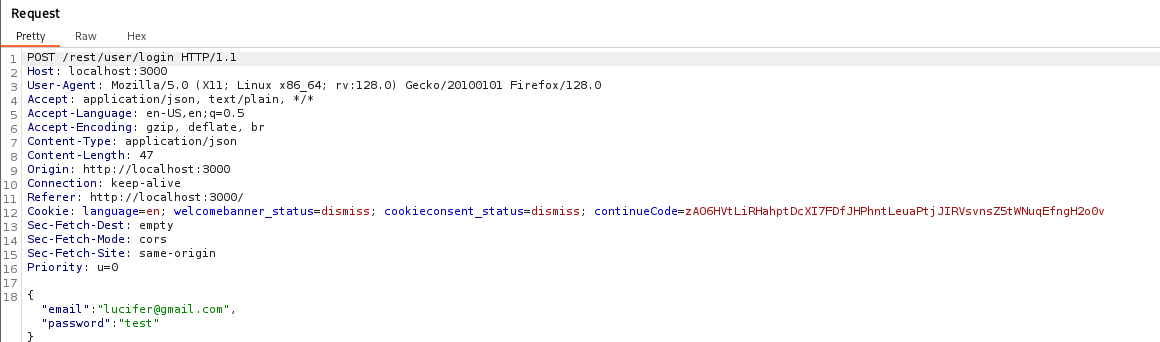 Request
Pretty Raw Hex
1 POST /rest/user/login HTTP/1.1
2 Host: localhost:3000
3 User-Agent: Mozilla/5.0 (X11; Linux x86_64; rv:128.0) Gecko/20100101 Firefox/128.0
4 Accept: application/json, text/plain, */*
5 Accept-Language: en-US,en;q=0.5
6 Accept-Encoding: gzip, deflate, br
7 Content-Type: application/json
8 Content-Length: 47
9 Origin: http://localhost:3000
10 Connection: keep-alive
11 Referer: http://localhost:3000/
12 Cookie: language=en; welcomebanner_status=dismiss; cookieconsent_status=dismiss; continueCode=zAO6HVtLiRHahptDcXI7FDfJHPhntLeuaPtjJIRVsvnsZ5tWNuqEfngH2o0v
13 Sec-Fetch-Dest: empty
14 Sec-Fetch-Mode: cors
15 Sec-Fetch-Site: same-origin
16 Priority: u=0
17
18 {
"email":"lucifer@gmail.com",
"password":"test"
}